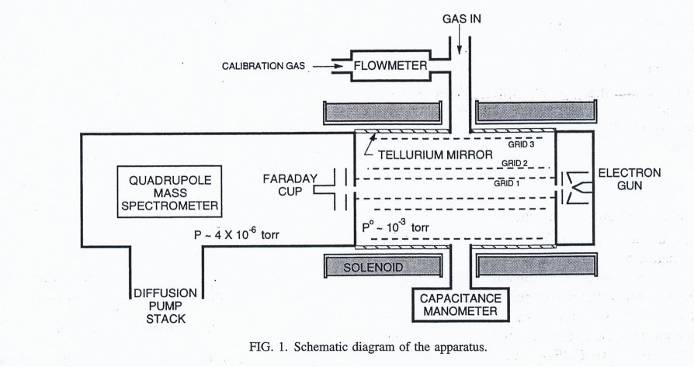 GAS IN
CALIBRATION GAS
FLOWMETER
GRID 3
TELLURIUM MIRROR
GRID 2
QUADRUPOLE
MASS
SPECTROMETER
FARADAY
CUP
GRID 1
ELECTRON
GUN
P ~ 4 X 10⁻⁶ torr
P° ~ 10⁻³ torr
SOLENOID
DIFFUSION
PUMP
STACK
CAPACITANCE
MANOMETER
FIG. 1. Schematic diagram of the apparatus.